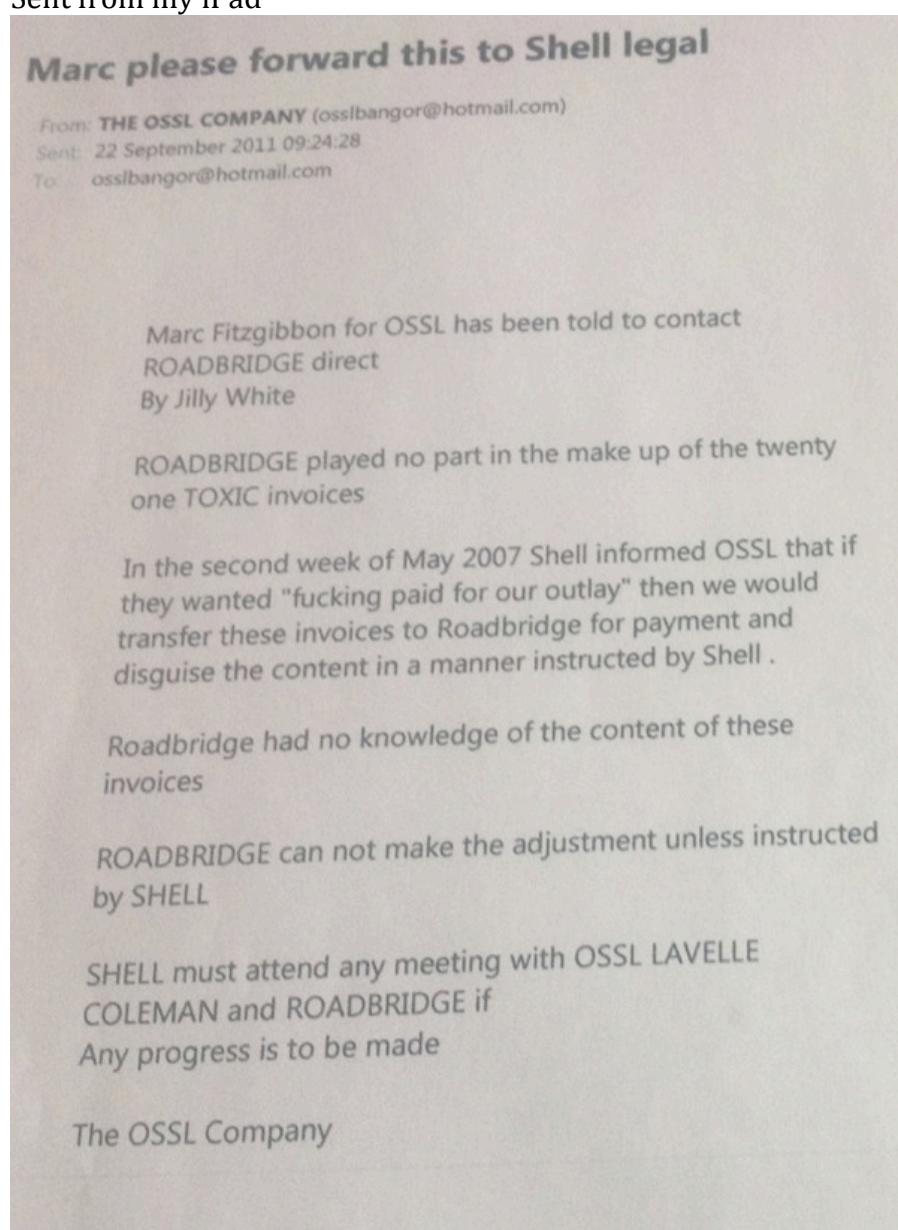 Marc please forward this to Shell legal
From: THE OSSL COMPANY (osslbangor@hotmail.com)
Sent: 22 September 2011 09:24:28
To: osslbangor@hotmail.com
Marc Fitzgibbon for OSSL has been told to contact
ROADBRIDGE direct
By Jilly White
ROADBRIDGE played no part in the make up of the twenty
one TOXIC invoices
In the second week of May 2007 Shell informed OSSL that if
they wanted "fucking paid for our outlay" then we would
transfer these invoices to Roadbridge for payment and
disguise the content in a manner instructed by Shell .
Roadbridge had no knowledge of the content of these
invoices
ROADBRIDGE can not make the adjustment unless instructed
by SHELL
SHELL must attend any meeting with OSSL LAVELLE
COLEMAN and ROADBRIDGE if
Any progress is to be made
The OSSL Company